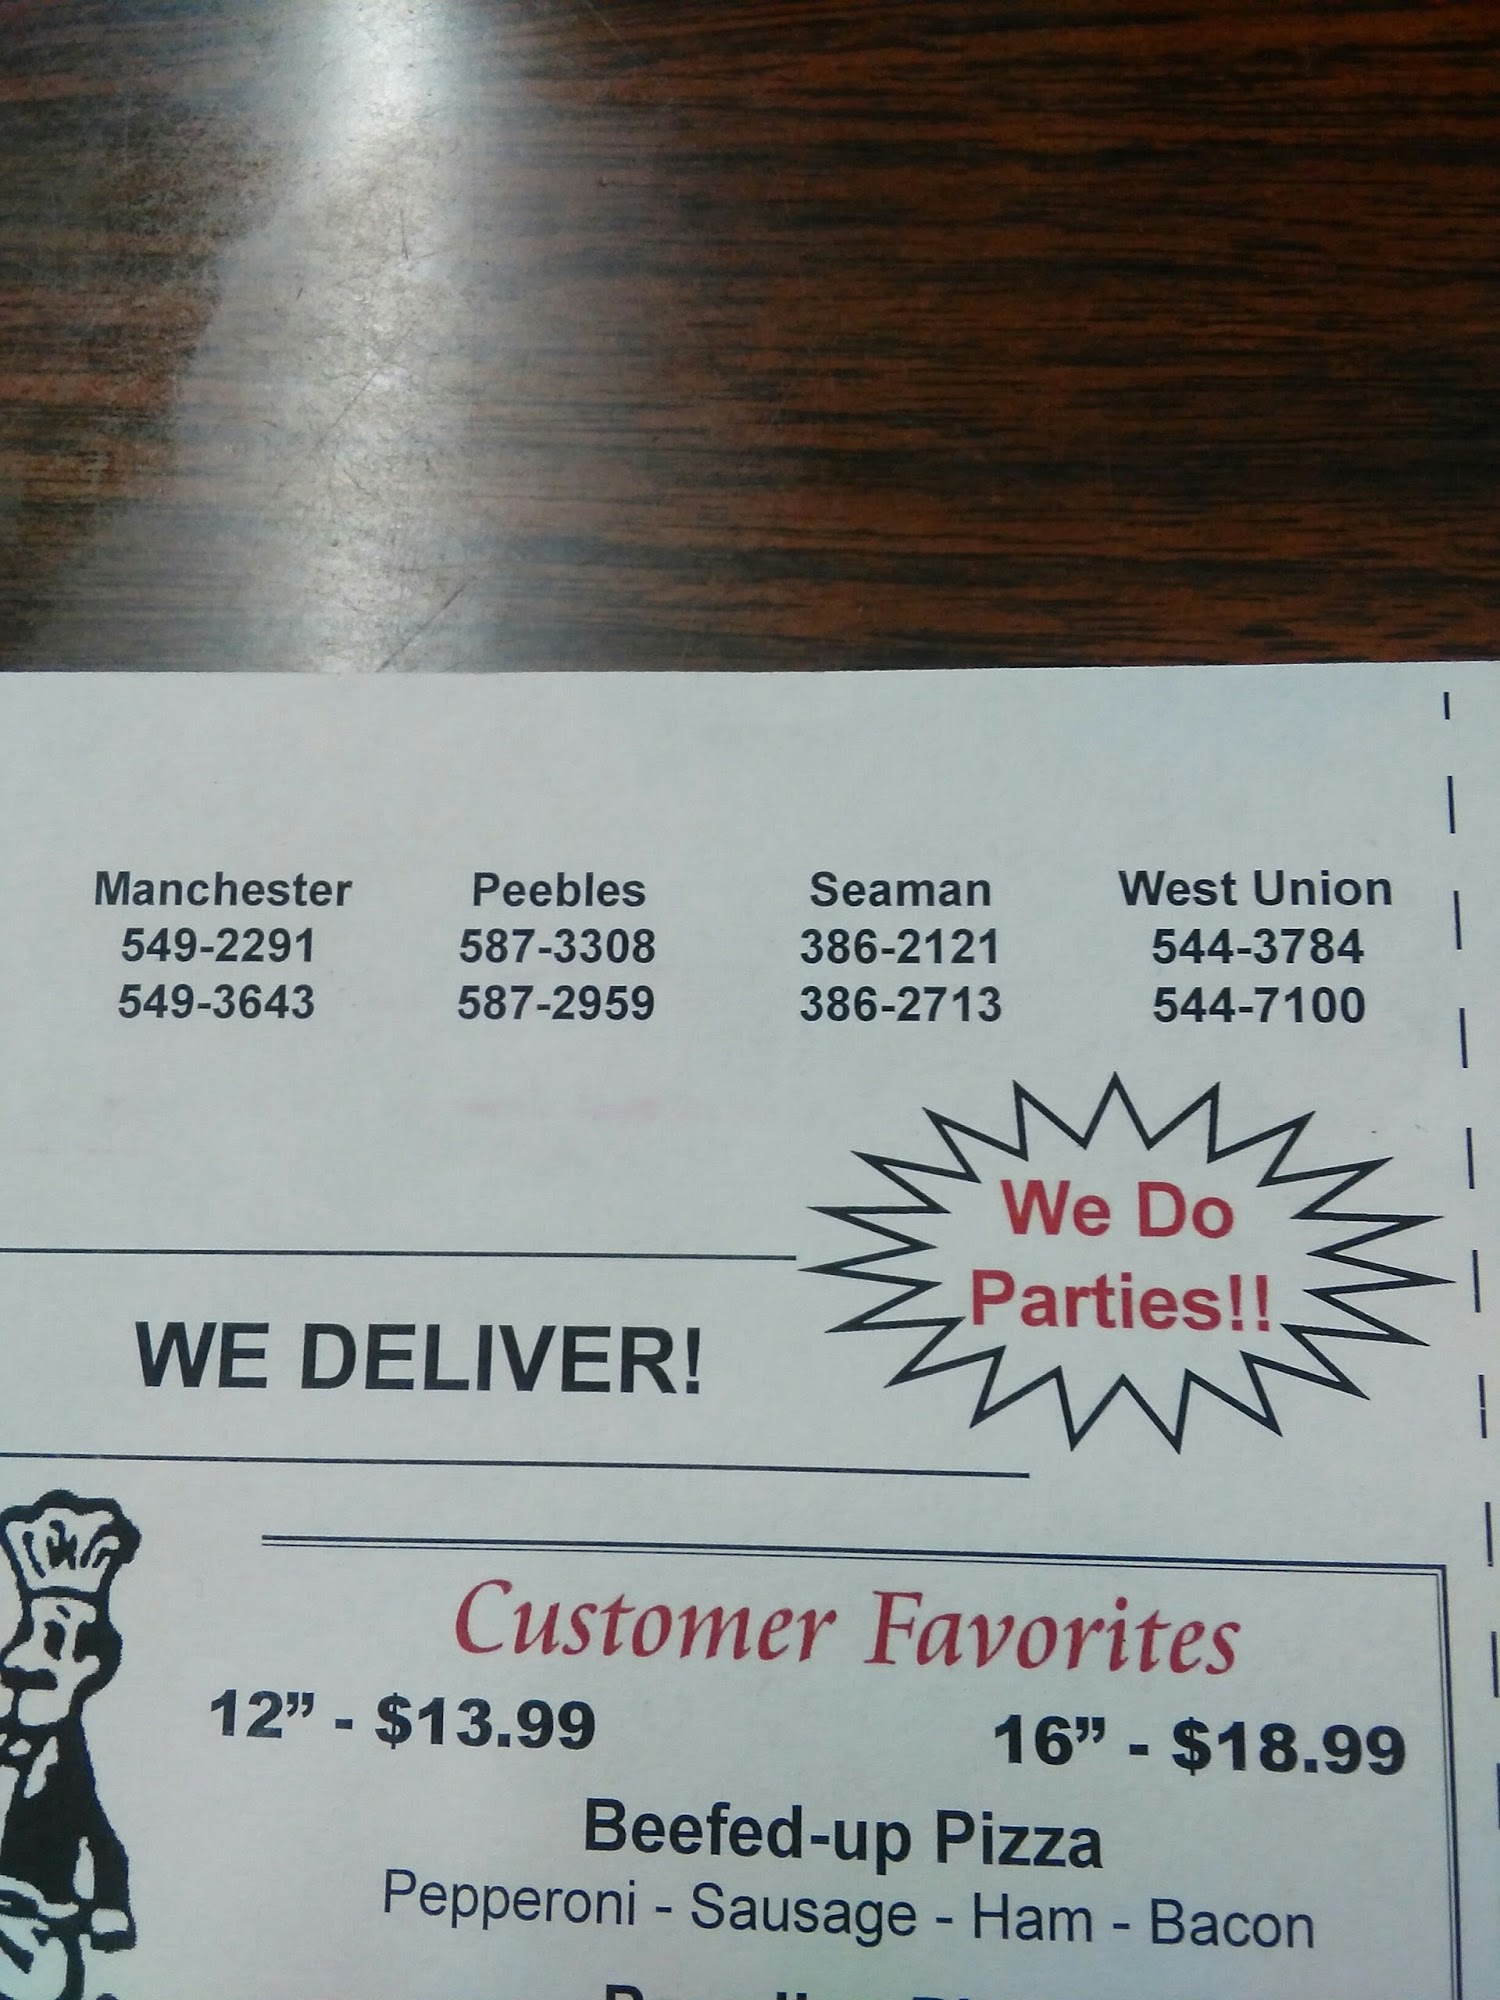 Manchester Peebles Seaman West Union
549-2291 587-3308 386-2121 544-3784
549-3643 587-2959 386-2713 544-7100
We Do
Parties!!
WE DELIVER!
Customer Favorites
12” - $13.99 16” - $18.99
Beefed-up Pizza
Pepperoni - Sausage - Ham - Bacon